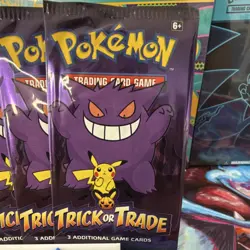 6+
POKéMON
TRADING CARD GAME
TRICK OR TRADE
3 ADDITIONAL GAME CARDS